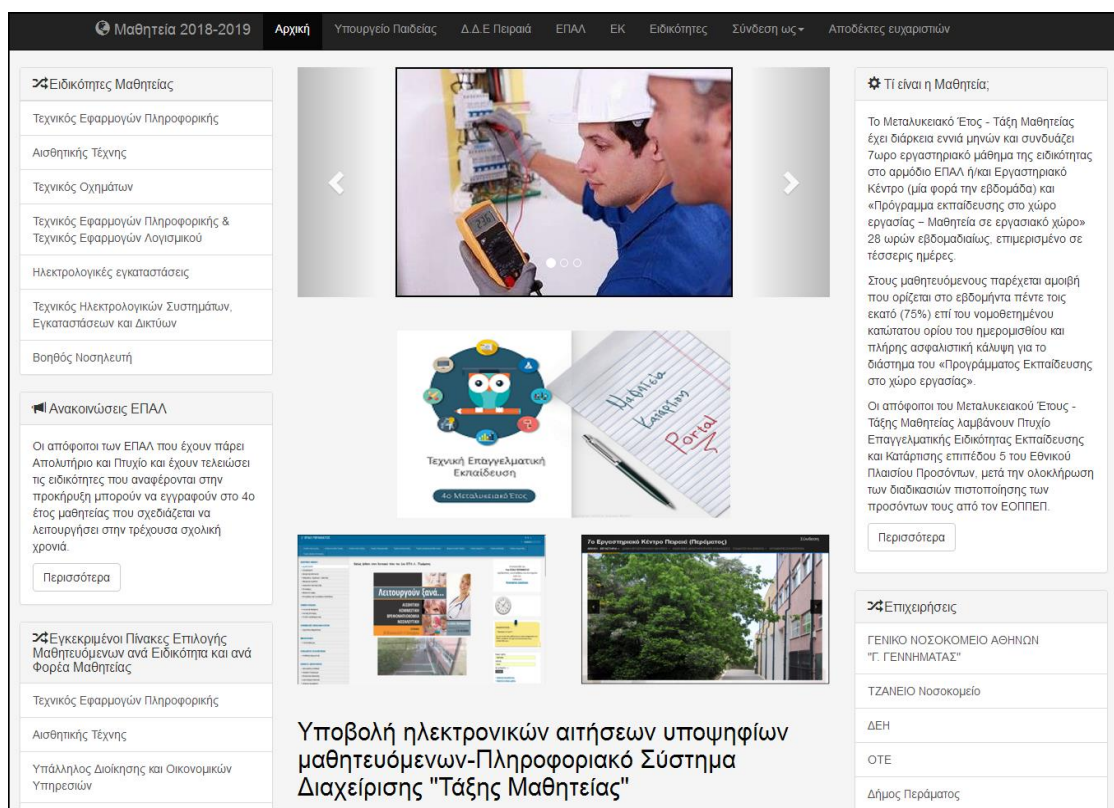 Μαθητεία 2018-2019 Αρχική Υπουργείο Παιδείας Δ.Δ.Ε Πειραιά ΕΠΑΛ ΕΚ Ειδικότητες Σύνδεση ως Αποδέκτες ευχαριστιών
Ειδικότητες Μαθητείας
Τεχνικός Εφαρμογών Πληροφορικής
Αισθητικής Τέχνης
Τεχνικός Οχημάτων
Τεχνικός Εφαρμογών Πληροφορικής &
Τεχνικός Εφαρμογών Λογισμικού
Ηλεκτρολογικές εγκαταστάσεις
Τεχνικός Ηλεκτρολογικών Συστημάτων,
Εγκαταστάσεων και Δικτύων
Βοηθός Νοσηλευτή
Ανακοινώσεις ΕΠΑΛ
Οι απόφοιτοι των ΕΠΑΛ που έχουν πάρει
Απολυτήριο και Πτυχίο και έχουν τελειώσει
τις ειδικότητες που αναφέρονται στην
προκήρυξη μπορούν να εγγραφούν στο 4ο
έτος μαθητείας που σχεδιάζεται να
λειτουργήσει στην τρέχουσα σχολική
χρονιά.
Περισσότερα
Εγκεκριμένοι Πίνακες Επιλογής
Μαθητευόμενων ανά Ειδικότητα και ανά
Φορέα Μαθητείας
Τεχνικός Εφαρμογών Πληροφορικής
Αισθητικής Τέχνης
Υπάλληλος Διοίκησης και Οικονομικών
Υπηρεσιών
236
Τεχνική Επαγγελματική
Εκπαίδευση
4ο Μεταλυκειακό Έτος
Μαθητεία
Κατάρτιση
Portal
Λειτουργούν ξανά...
ΑΙΣΘΗΤΙΚΗ
ΚΟΜΜΩΤΙΚΗ
ΒΡΕΦΟΝΗΠΙΟΚΟΜΙΑ
ΝΟΣΗΛΕΥΤΙΚΗ
7ο Εργαστηριακό Κέντρο Πειραιά (Περάματος)
Σύνδεση
Υποβολή ηλεκτρονικών αιτήσεων υποψηφίων
μαθητευόμενων-Πληροφοριακό Σύστημα
Διαχείρισης "Τάξης Μαθητείας"
Τί είναι η Μαθητεία;
Το Μεταλυκειακό Έτος - Τάξη Μαθητείας
έχει διάρκεια εννιά μηνών και συνδυάζει
7ωρο εργαστηριακό μάθημα της ειδικότητας
στο αρμόδιο ΕΠΑΛ ή/και Εργαστηριακό
Κέντρο (μία φορά την εβδομάδα) και
«Πρόγραμμα εκπαίδευσης στο χώρο
εργασίας – Μαθητεία σε εργασιακό χώρο»
28 ωρών εβδομαδιαίως, επιμερισμένο σε
τέσσερις ημέρες.
Στους μαθητευόμενους παρέχεται αμοιβή
που ορίζεται στο εβδομήντα πέντε τοις
εκατό (75%) επί του νομοθετημένου
κατώτατου ορίου του ημερομισθίου και
πλήρης ασφαλιστική κάλυψη για το
διάστημα του «Προγράμματος Εκπαίδευσης
στο χώρο εργασίας».
Οι απόφοιτοι του Μεταλυκειακού Έτους -
Τάξης Μαθητείας λαμβάνουν Πτυχίο
Επαγγελματικής Ειδικότητας Εκπαίδευσης
και Κατάρτισης επιπέδου 5 του Εθνικού
Πλαισίου Προσόντων, μετά την ολοκλήρωση
των διαδικασιών πιστοποίησης των
προσόντων τους από τον ΕΟΠΠΕΠ.
Περισσότερα
Επιχειρήσεις
ΓΕΝΙΚΟ ΝΟΣΟΚΟΜΕΙΟ ΑΘΗΝΩΝ
"Γ. ΓΕΝΝΗΜΑΤΑΣ"
ΤΖΑΝΕΙΟ Νοσοκομείο
ΔΕΗ
ΟΤΕ
Δήμος Περάματος